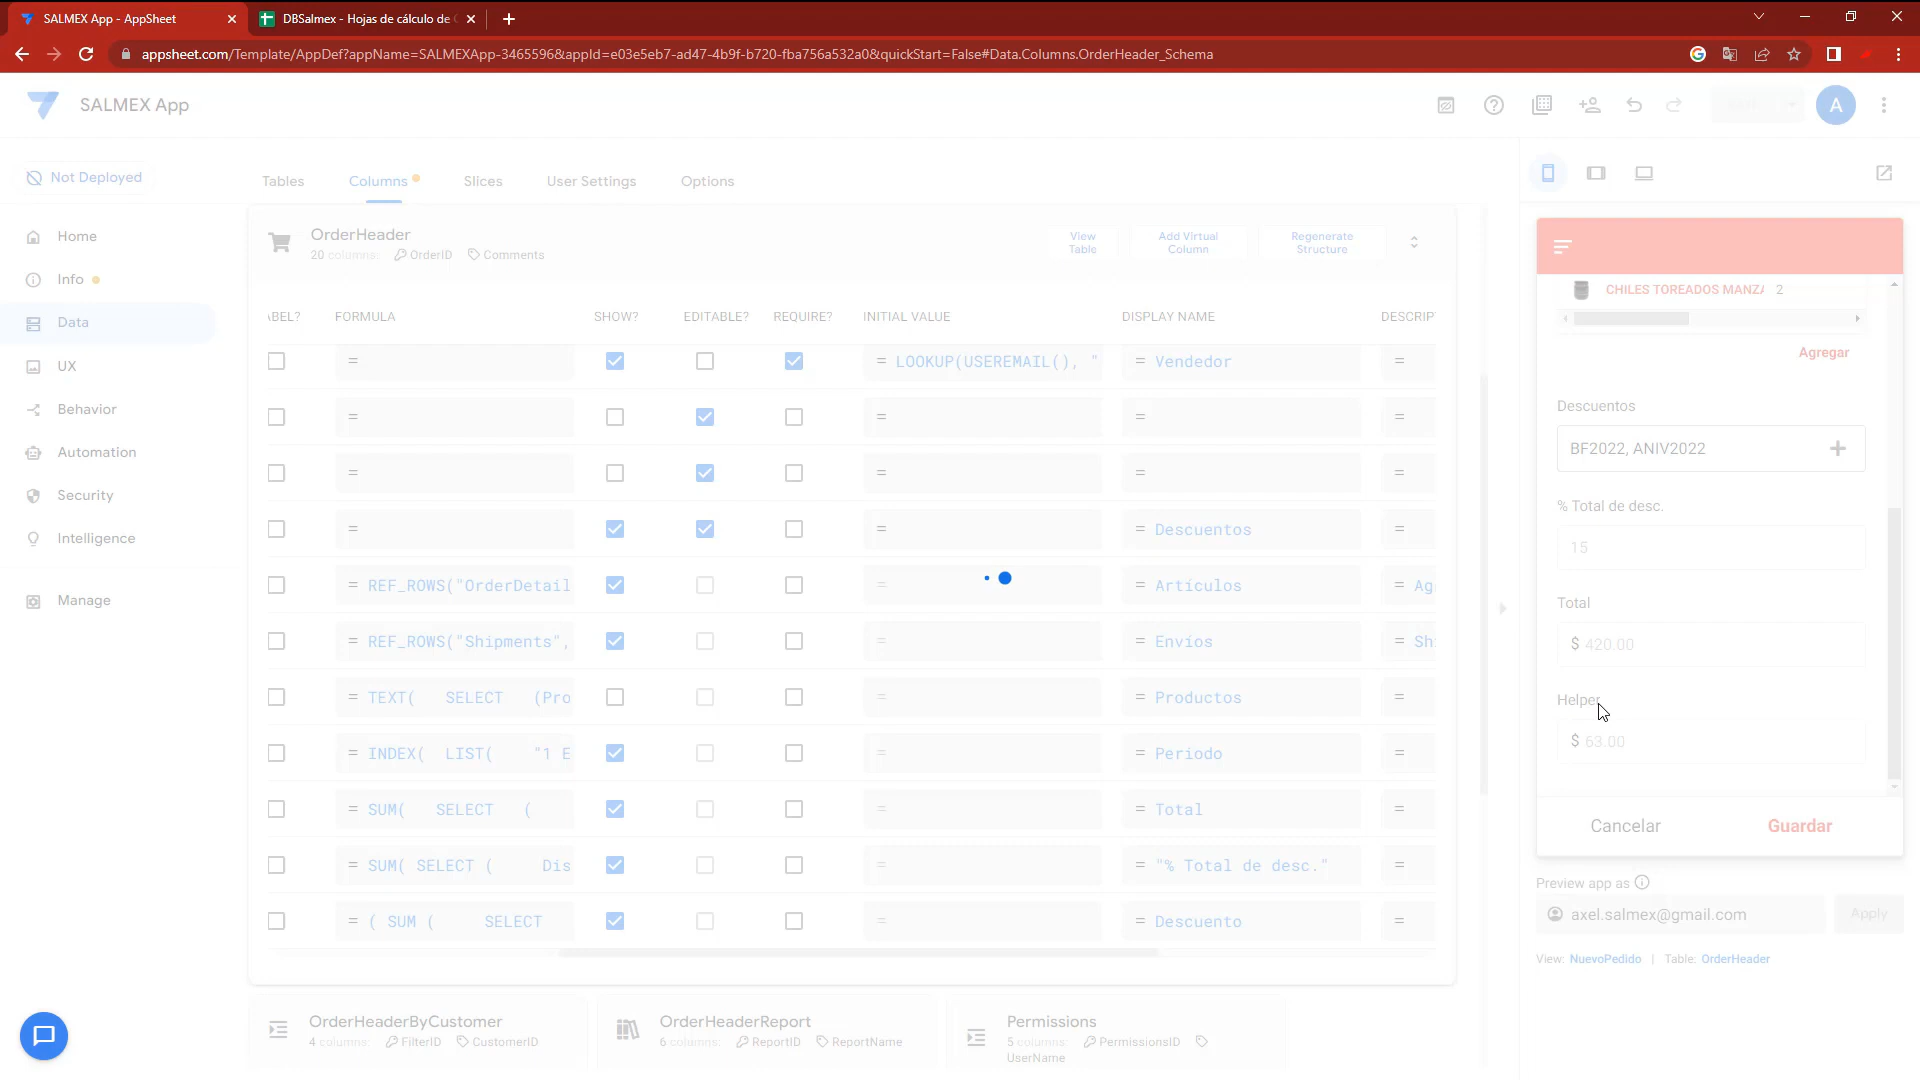 SALMEX App - AppSheet
DBSalmex - Hojas de cálculo de
appsheet.com/Template/AppDef?appName=SALMEXApp-3465596&appId=e03e5eb7-ad47-4b9f-b720-fba756a532a0&quickStart=False#Data.Columns.OrderHeader_Schema
SALMEX App
A
Not Deployed
Tables Columns Slices User Settings Options
Home
Info
Data
UX
Behavior
Automation
Security
Intelligence
Manage
OrderHeader
20 columns: OrderID Comments
View Table
Add Virtual Column
Regenerate Structure
ABEL? FORMULA SHOW? EDITABLE? REQUIRE? INITIAL VALUE DISPLAY NAME DESCRIP
= = LOOKUP(USEREMAIL(), " = Vendedor =
= = = =
= = = =
= = = Descuentos =
= REF_ROWS("OrderDetail = = Artículos = Ag
= REF_ROWS("Shipments", = = Envíos = Sh
= TEXT( SELECT (Pro = = Productos =
= INDEX( LIST( "1 E = = Periodo =
= SUM( SELECT ( = = Total =
= SUM( SELECT ( Dis = = "% Total de desc." =
= ( SUM ( SELECT = = Descuento =
OrderHeaderByCustomer
4 columns: FilterID CustomerID
OrderHeaderReport
6 columns: ReportID ReportName
Permissions
5 columns: PermissionsID
UserName
CHILES TOREADOS MANZA 2
Agregar
Descuentos
BF2022, ANIV2022
% Total de desc.
15
Total
$ 420.00
Helper
$ 63.00
Cancelar Guardar
Preview app as
axel.salmex@gmail.com Apply
View: NuevoPedido | Table: OrderHeader